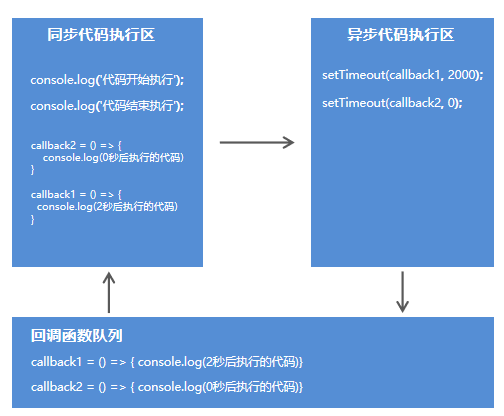 同步代码执行区
console.log('代码开始执行');
console.log('代码结束执行');
callback2 = () => {
console.log(0秒后执行的代码)
}
callback1 = () => {
console.log(2秒后执行的代码)
}
异步代码执行区
setTimeout(callback1, 2000);
setTimeout(callback2, 0);
回调函数队列
callback1 = () => { console.log(2秒后执行的代码)}
callback2 = () => { console.log(0秒后执行的代码)}